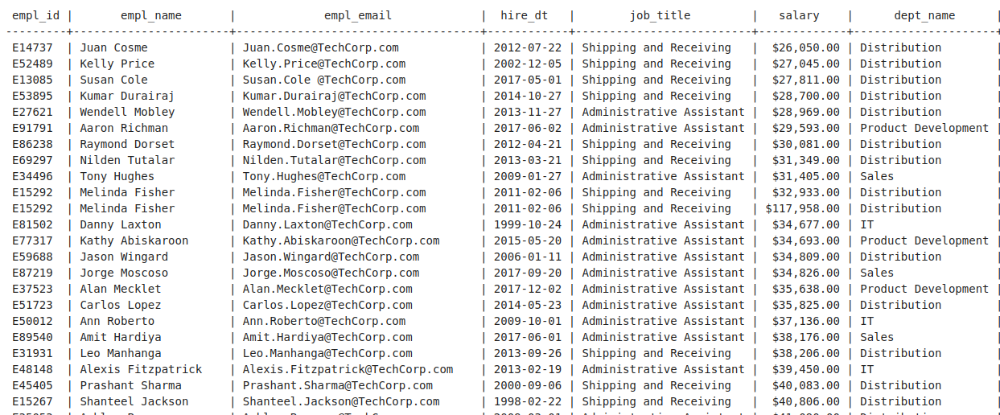 empl_id | empl_name | empl_email | hire_dt | job_title | salary | dept_name |
---------+-----------------------+------------------------------------+------------+--------------------------+-------------+---------------------+
E14737 | Juan Cosme | Juan.Cosme@TechCorp.com | 2012-07-22 | Shipping and Receiving | $26,050.00 | Distribution |
E52489 | Kelly Price | Kelly.Price@TechCorp.com | 2002-12-05 | Shipping and Receiving | $27,045.00 | Distribution |
E13085 | Susan Cole | Susan.Cole @TechCorp.com | 2017-05-01 | Shipping and Receiving | $27,811.00 | Distribution |
E53895 | Kumar Durairaj | Kumar.Durairaj@TechCorp.com | 2014-10-27 | Shipping and Receiving | $28,700.00 | Distribution |
E27621 | Wendell Mobley | Wendell.Mobley@TechCorp.com | 2013-11-27 | Administrative Assistant | $28,969.00 | Distribution |
E91791 | Aaron Richman | Aaron.Richman@TechCorp.com | 2017-06-02 | Administrative Assistant | $29,593.00 | Product Development |
E86238 | Raymond Dorset | Raymond.Dorset@TechCorp.com | 2012-04-21 | Shipping and Receiving | $30,081.00 | Distribution |
E69297 | Nilden Tutalar | Nilden.Tutalar@TechCorp.com | 2013-03-21 | Shipping and Receiving | $31,349.00 | Distribution |
E34496 | Tony Hughes | Tony.Hughes@TechCorp.com | 2009-01-27 | Administrative Assistant | $31,405.00 | Sales |
E15292 | Melinda Fisher | Melinda.Fisher@TechCorp.com | 2011-02-06 | Shipping and Receiving | $32,933.00 | Distribution |
E15292 | Melinda Fisher | Melinda.Fisher@TechCorp.com | 2011-02-06 | Shipping and Receiving | $117,958.00 | Distribution |
E81502 | Danny Laxton | Danny.Laxton@TechCorp.com | 1999-10-24 | Administrative Assistant | $34,677.00 | IT |
E77317 | Kathy Abiskaroon | Kathy.Abiskaroon@TechCorp.com | 2015-05-20 | Administrative Assistant | $34,693.00 | Product Development |
E59688 | Jason Wingard | Jason.Wingard@TechCorp.com | 2006-01-11 | Administrative Assistant | $34,809.00 | Distribution |
E87219 | Jorge Moscoso | Jorge.Moscoso@TechCorp.com | 2017-09-20 | Administrative Assistant | $34,826.00 | Sales |
E37523 | Alan Mecklet | Alan.Mecklet@TechCorp.com | 2017-12-02 | Administrative Assistant | $35,638.00 | Product Development |
E51723 | Carlos Lopez | Carlos.Lopez@TechCorp.com | 2014-05-23 | Administrative Assistant | $35,825.00 | Distribution |
E50012 | Ann Roberto | Ann.Roberto@TechCorp.com | 2009-10-01 | Administrative Assistant | $37,136.00 | IT |
E89540 | Amit Hardiya | Amit.Hardiya@TechCorp.com | 2017-06-01 | Administrative Assistant | $38,176.00 | Sales |
E31931 | Leo Manhanga | Leo.Manhanga@TechCorp.com | 2013-09-26 | Shipping and Receiving | $38,206.00 | Distribution |
E48148 | Alexis Fitzpatrick | Alexis.Fitzpatrick@TechCorp.com | 2013-02-19 | Administrative Assistant | $39,450.00 | IT |
E45405 | Prashant Sharma | Prashant.Sharma@TechCorp.com | 2000-09-06 | Shipping and Receiving | $40,083.00 | Distribution |
E15267 | Shanteel Jackson | Shanteel.Jackson@TechCorp.com | 1998-02-22 | Shipping and Receiving | $40,806.00 | Distribution |